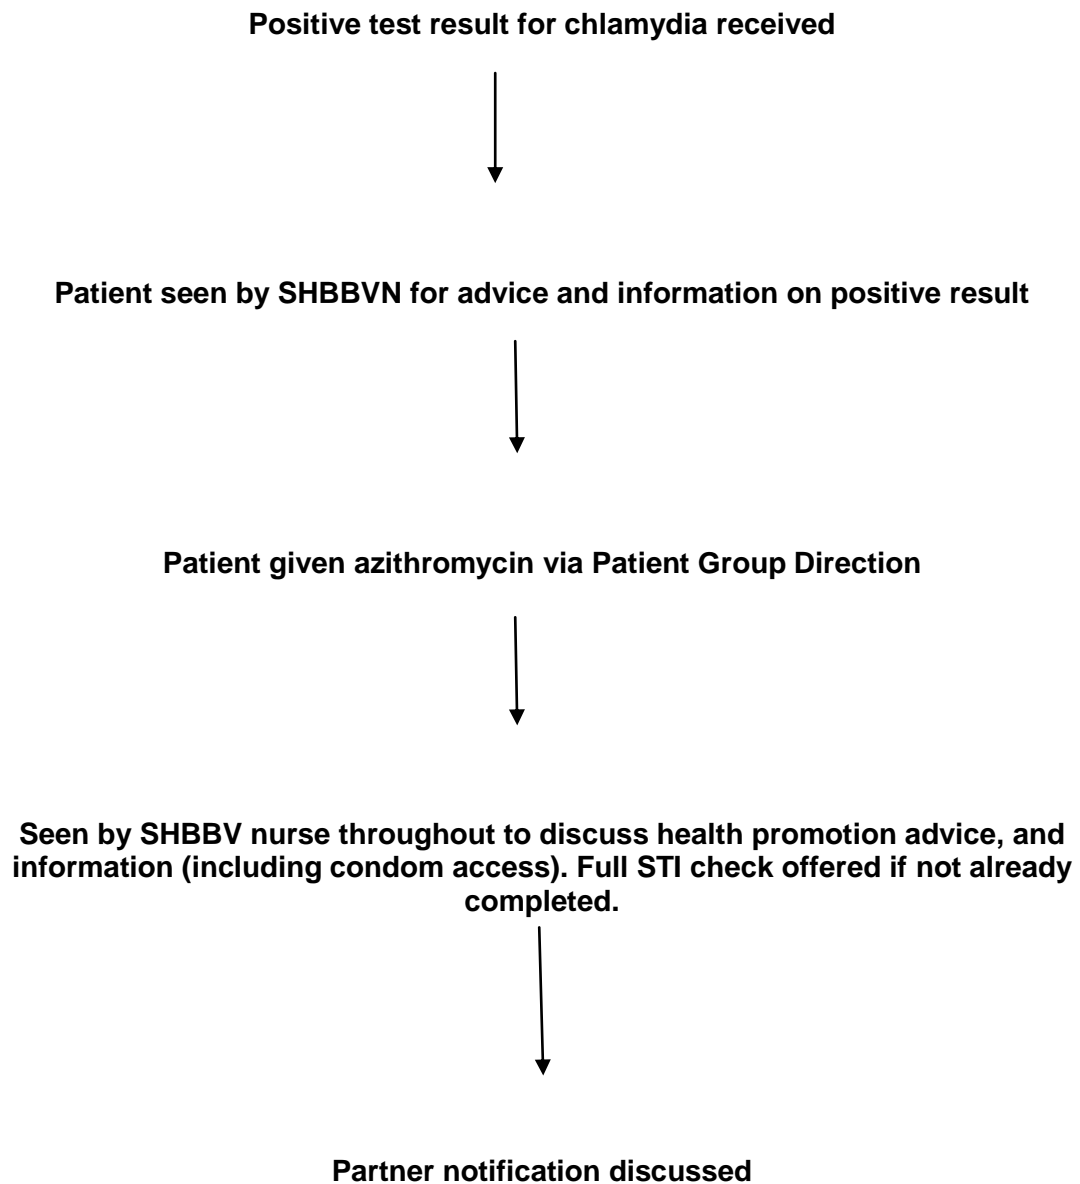 Positive test result for chlamydia received
Patient seen by SHBBVN for advice and information on positive result
Patient given azithromycin via Patient Group Direction
Seen by SHBBV nurse throughout to discuss health promotion advice, and
information (including condom access). Full STI check offered if not already
completed.
Partner notification discussed